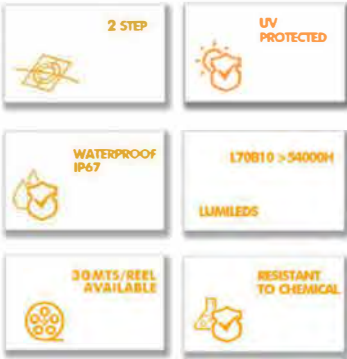 2 STEP
UV
PROTECTED
WATERPROOF
IP67
L70B10 >54000H
LUMILEDS
30MTS/REEL
AVAILABLE
RESISTANT
TO CHEMICAL